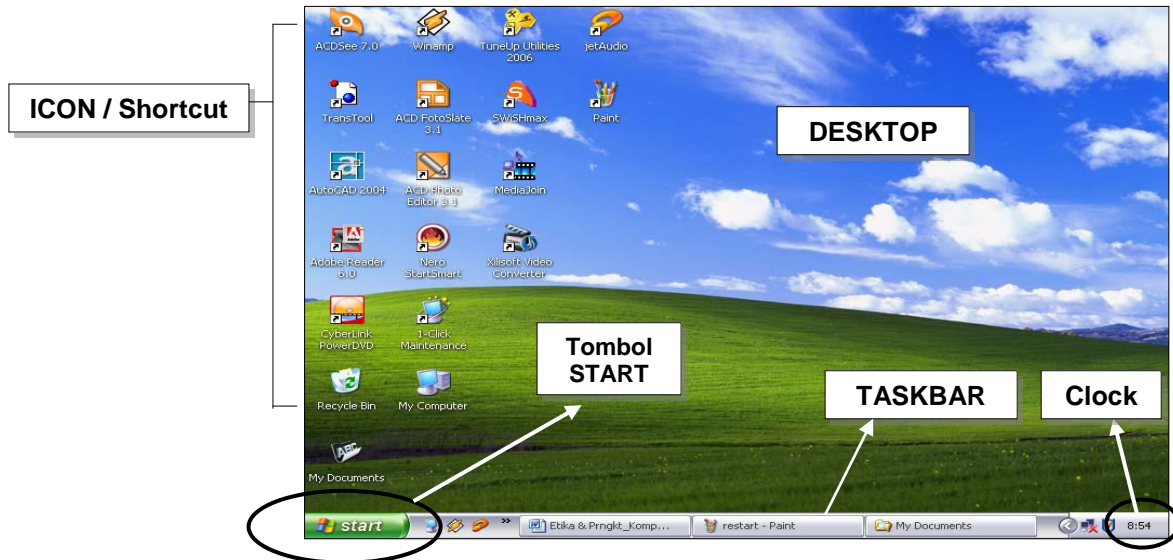 ACDSee 7.0
Winamp
TuneUp Utilities
2006
jetAudio
ICON / Shortcut
TransTool
ACD FotoSlate
3.1
SWiSHmax
Paint
DESKTOP
AutoCAD 2004
ACD Photo
Editor 3.1
MediaJoin
Adobe Reader
6.0
Nero
StartSmart
Xilisoft Video
Converter
CyberLink
PowerDVD
1-Click
Maintenance
Tombol
START
Recycle Bin
My Computer
TASKBAR
Clock
My Documents
start
Etika & Prngkt_Komp...
restart - Paint
My Documents
8:54